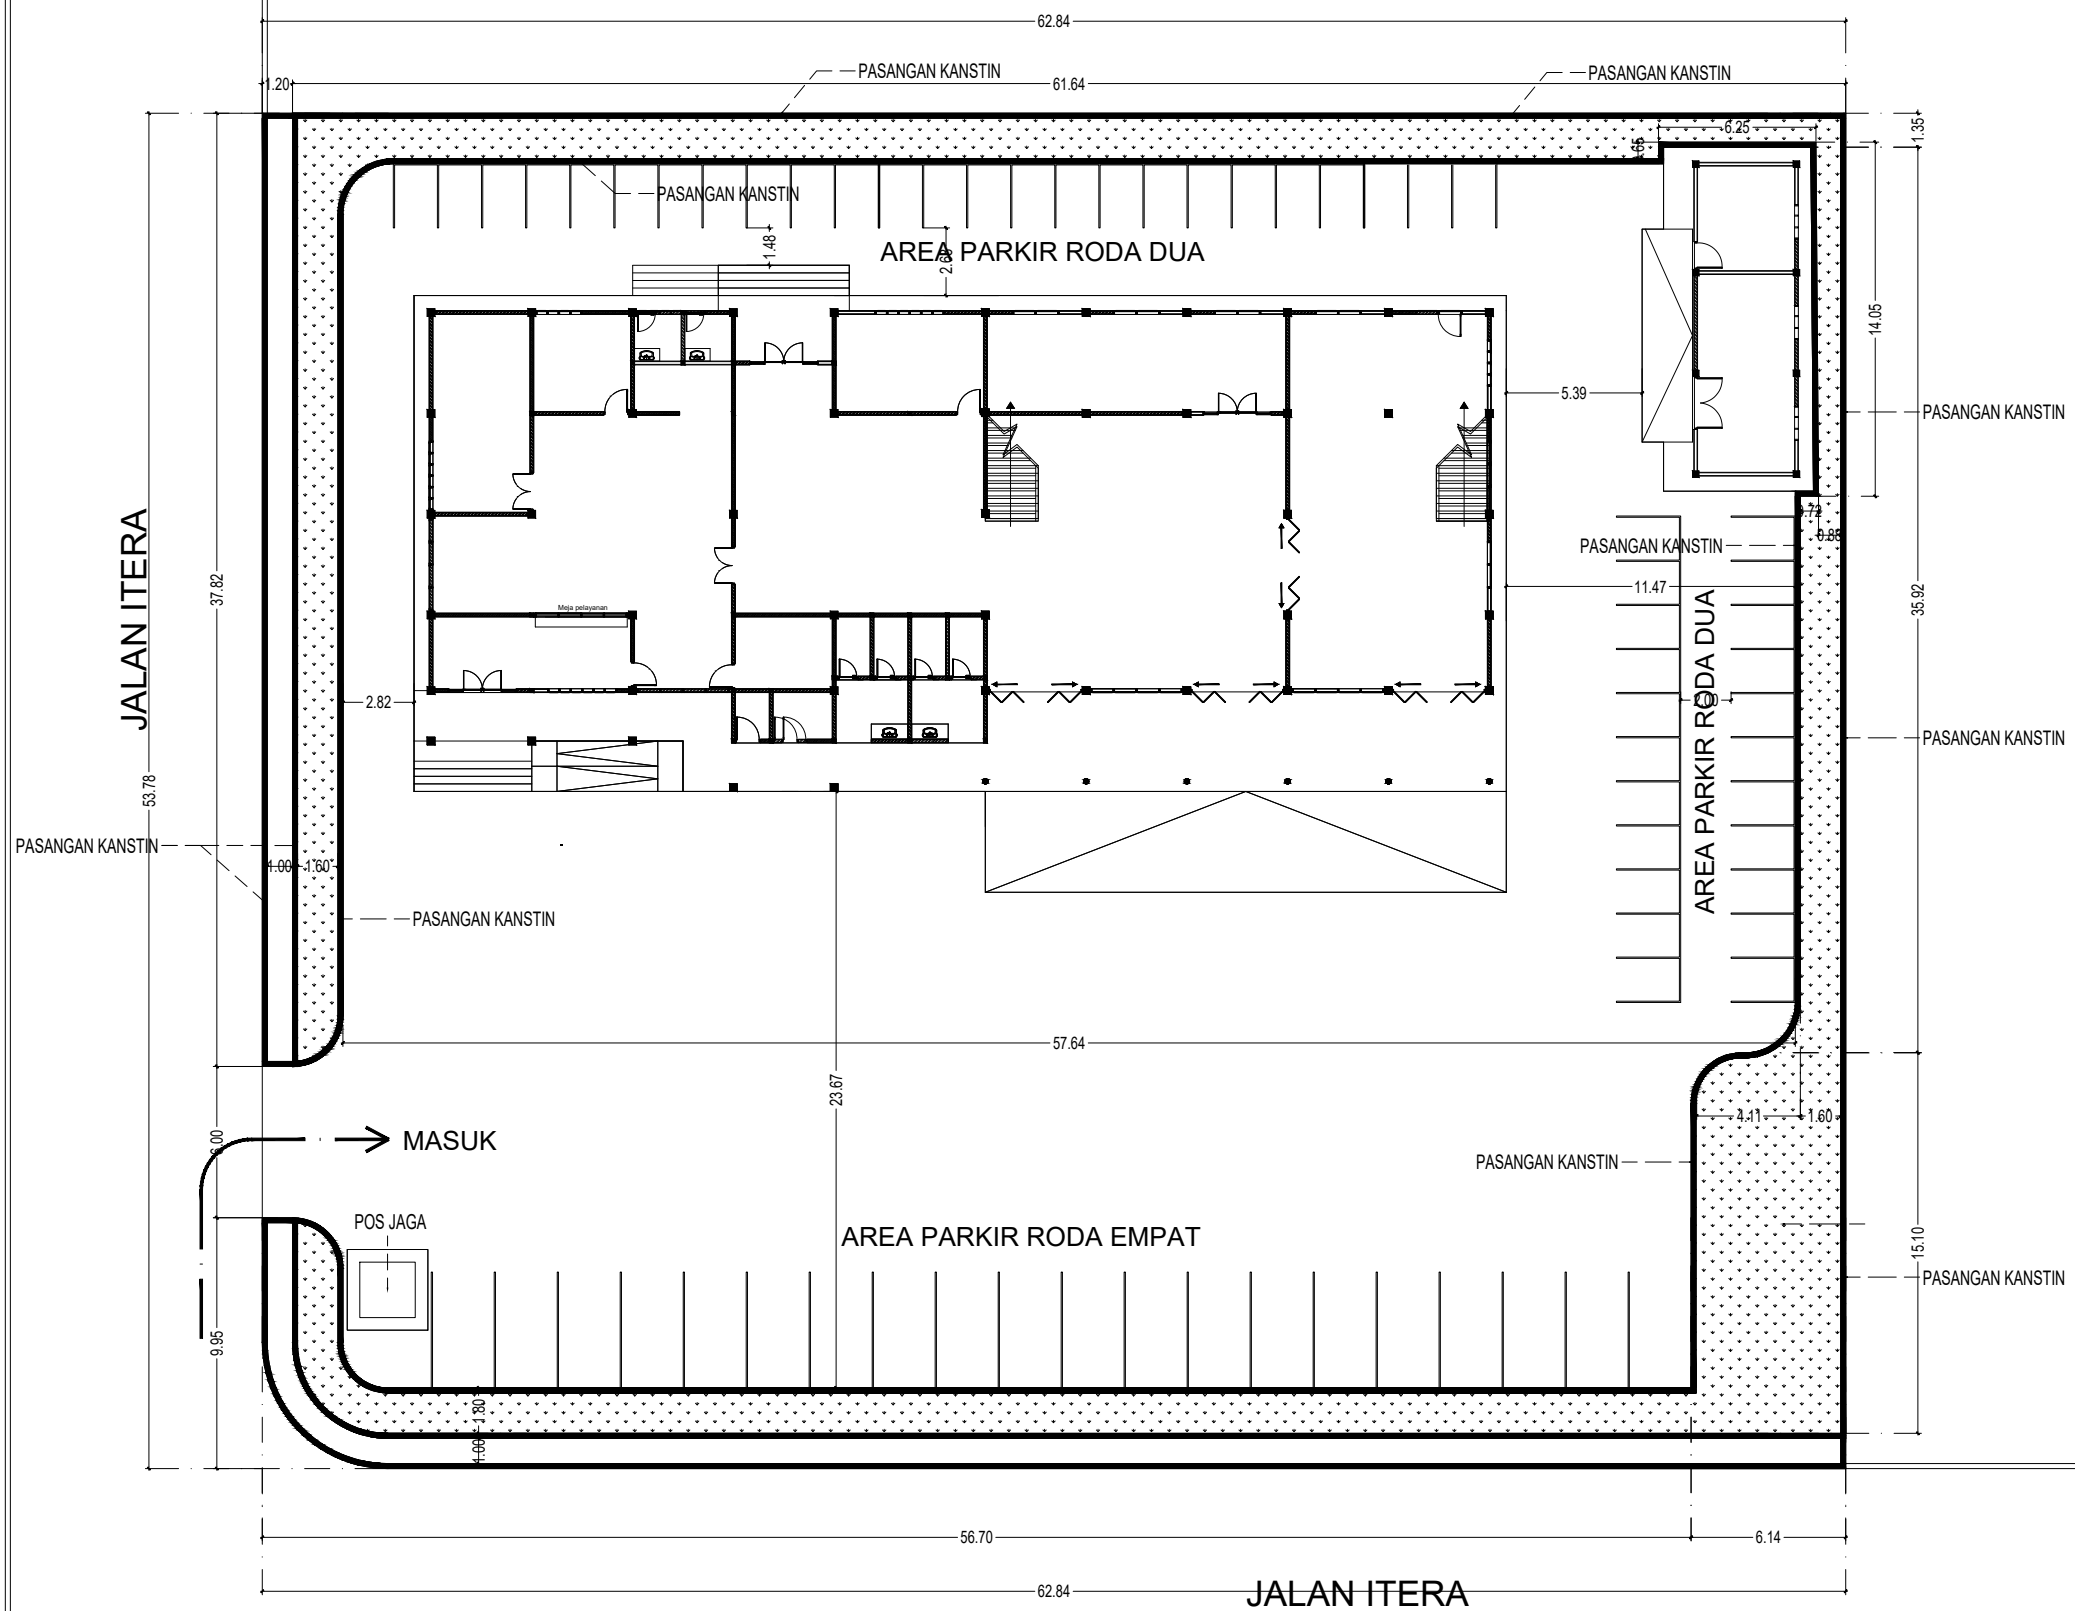 62.84
PASANGAN KANSTIN
PASANGAN KANSTIN
1.20
61.64
1.35
6.25
PASANGAN KANSTIN
1.48
AREA PARKIR RODA DUA
14.05
5.39
PASANGAN KANSTIN
JALAN ITERA
37.82
0.72
0.88
PASANGAN KANSTIN
11.47
35.92
Meja pelayanan
AREA PARKIR RODA DUA
2.82
2.00
PASANGAN KANSTIN
53.78
PASANGAN KANSTIN
1.00
1.60
PASANGAN KANSTIN
57.64
23.67
4.11
1.60
6.00
MASUK
PASANGAN KANSTIN
POS JAGA
AREA PARKIR RODA EMPAT
15.10
PASANGAN KANSTIN
9.95
1.80
1.00
56.70
6.14
62.84
JALAN ITERA